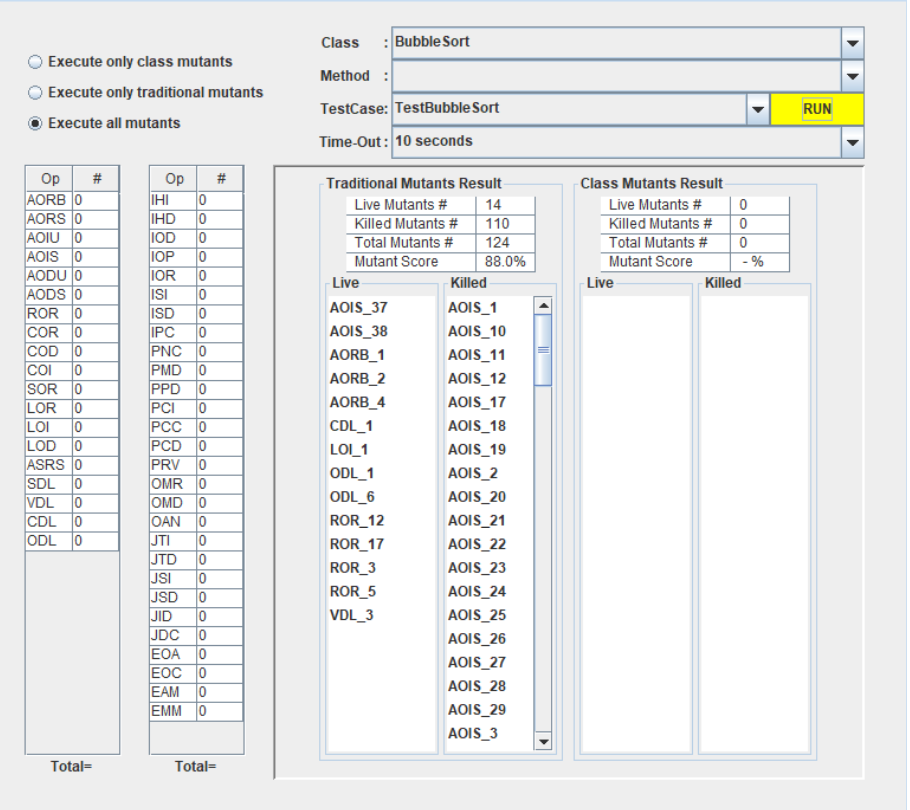 Class : BubbleSort
Execute only class mutants
Method :
Execute only traditional mutants
TestCase: TestBubbleSort RUN
Execute all mutants
Time-Out : 10 seconds
Op #
AORB 0
AORS 0
AOIU 0
AOIS 0
AODU 0
AODS 0
ROR 0
COR 0
COD 0
COI 0
SOR 0
LOR 0
LOI 0
LOD 0
ASRS 0
SDL 0
VDL 0
CDL 0
ODL 0
Total=
Op #
IHI 0
IHD 0
IOD 0
IOP 0
IOR 0
ISI 0
ISD 0
IPC 0
PNC 0
PMD 0
PPD 0
PCI 0
PCC 0
PCD 0
PRV 0
OMR 0
OMD 0
OAN 0
JTI 0
JTD 0
JSI 0
JSD 0
JID 0
JDC 0
EOA 0
EOC 0
EAM 0
EMM 0
Total=
Traditional Mutants Result
Live Mutants # 14
Killed Mutants # 110
Total Mutants # 124
Mutant Score 88.0%
Live
AOIS_37
AOIS_38
AORB_1
AORB_2
AORB_4
CDL_1
LOI_1
ODL_1
ODL_6
ROR_12
ROR_17
ROR_3
ROR_5
VDL_3
Killed
AOIS_1
AOIS_10
AOIS_11
AOIS_12
AOIS_17
AOIS_18
AOIS_19
AOIS_2
AOIS_20
AOIS_21
AOIS_22
AOIS_23
AOIS_24
AOIS_25
AOIS_26
AOIS_27
AOIS_28
AOIS_29
AOIS_3
Class Mutants Result
Live Mutants # 0
Killed Mutants # 0
Total Mutants # 0
Mutant Score - %
Live
Killed